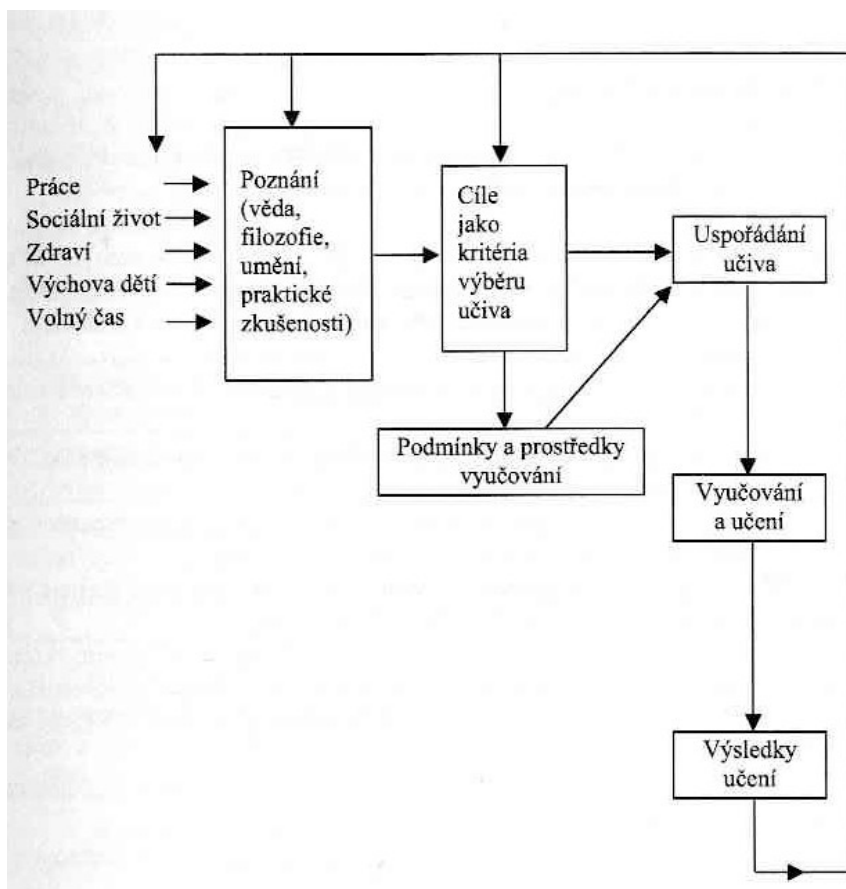 Práce
Sociální život
Zdraví
Výchova dětí
Volný čas
Poznání
(věda,
filozofie,
umění,
praktické
zkušenosti)
Cíle
jako
kritéria
výběru
učiva
Uspořádání
učiva
Podmínky a prostředky
vyučování
Vyučování
a učení
Výsledky
učení